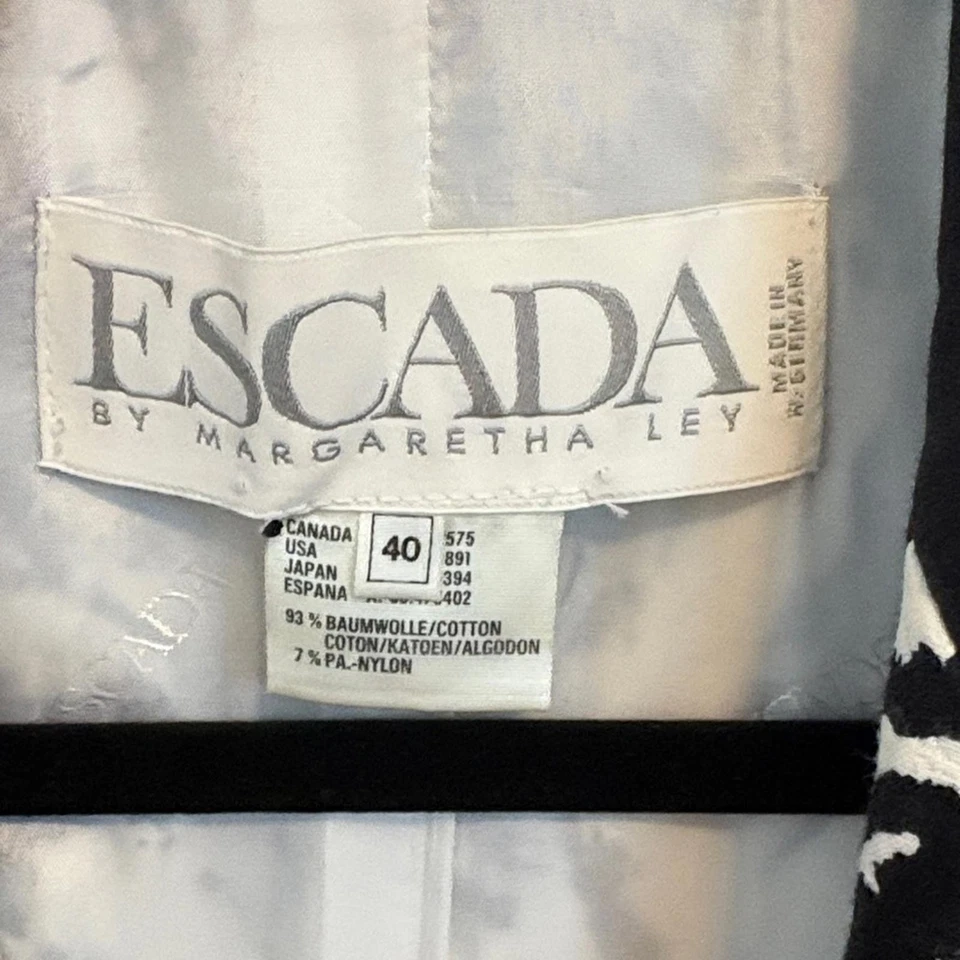 ESCADA
BY MARGARETHA LEY
MADE IN
W. GERMANY
40
CANADA 575
USA 891
JAPAN 394
ESPANA 402
93 % BAUMWOLLE/COTTON
COTON/KATOEN/ALGODON
7 % PA.-NYLON